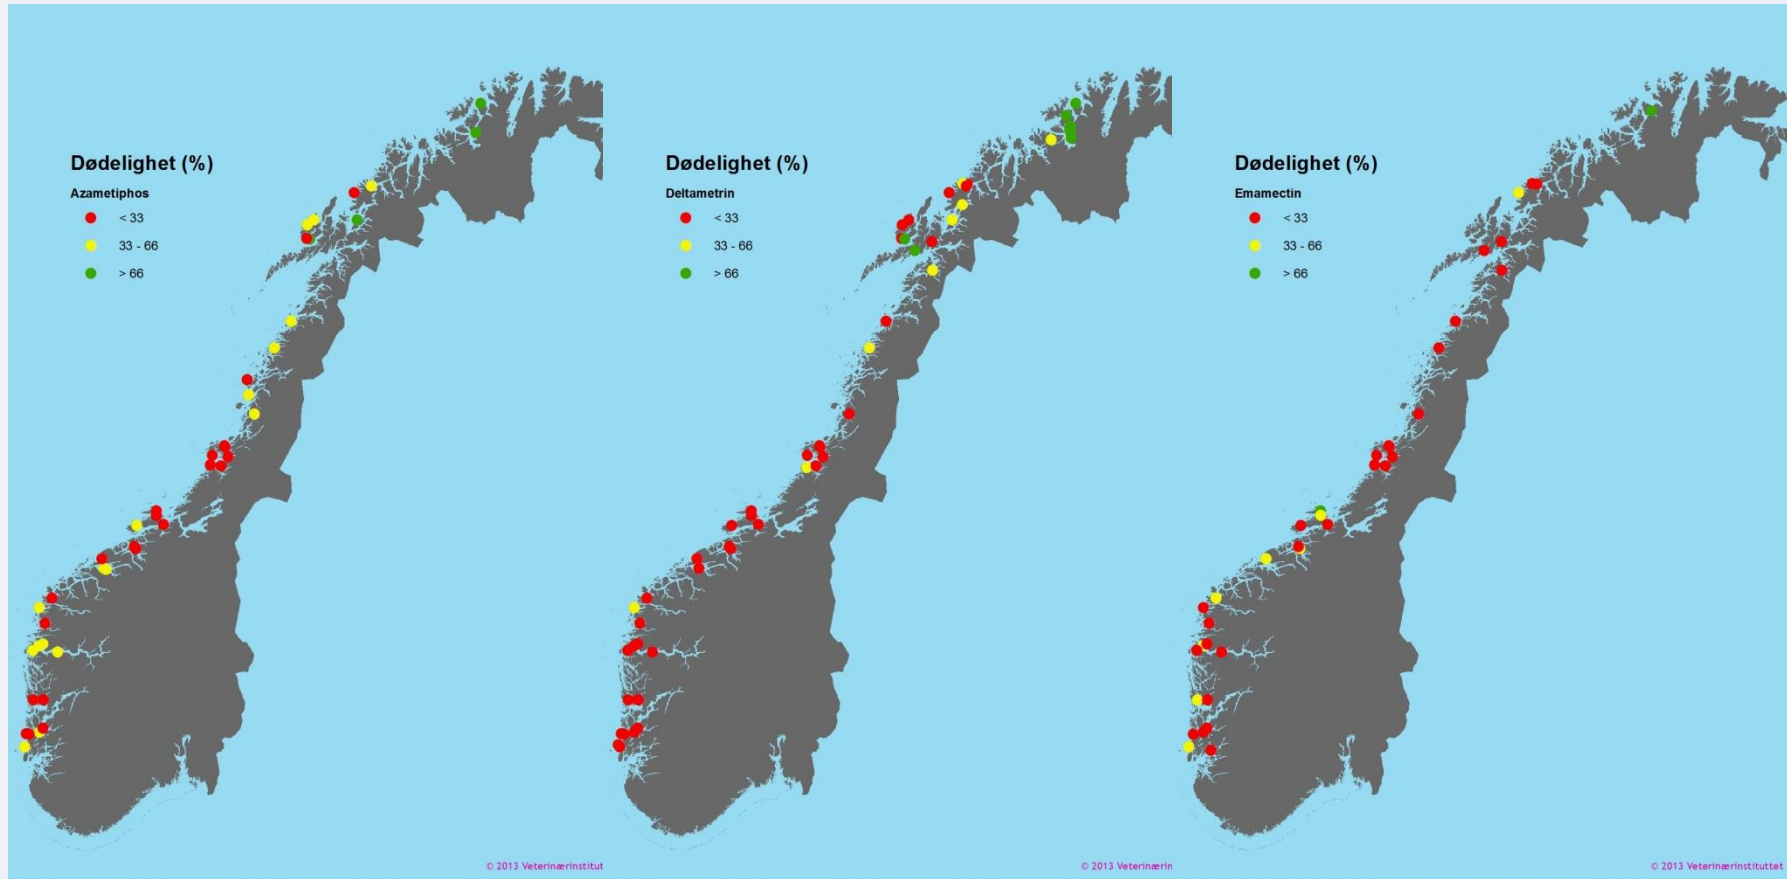 Dødelighet (%)
Azametiphos
< 33
33 - 66
> 66
© 2013 Veterinærinstitut
Dødelighet (%)
Deltametrin
< 33
33 - 66
> 66
© 2013 Veterinærin
Dødelighet (%)
Emamectin
< 33
33 - 66
> 66
© 2013 Veterinærinstituttet